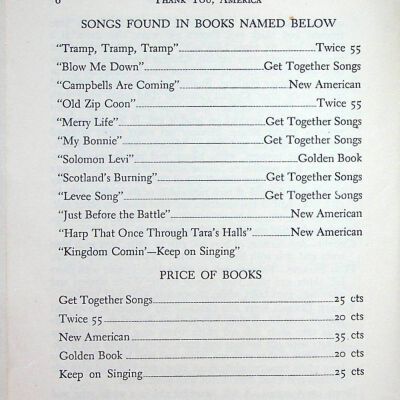 6 THANK YOU, AMERICA
SONGS FOUND IN BOOKS NAMED BELOW
"Tramp, Tramp, Tramp" Twice 55
"Blow Me Down" Get Together Songs
"Campbells Are Coming" New American
"Old Zip Coon" Twice 55
"Merry Life" Get Together Songs
"My Bonnie" Get Together Songs
"Solomon Levi" Golden Book
"Scotland's Burning" Get Together Songs
"Levee Song" Get Together Songs
"Just Before the Battle" New American
"Harp That Once Through Tara's Halls" New American
"Kingdom Comin'—Keep on Singing"
PRICE OF BOOKS
Get Together Songs 25 cts
Twice 55 20 cts
New American 35 cts
Golden Book 20 cts
Keep on Singing 25 cts